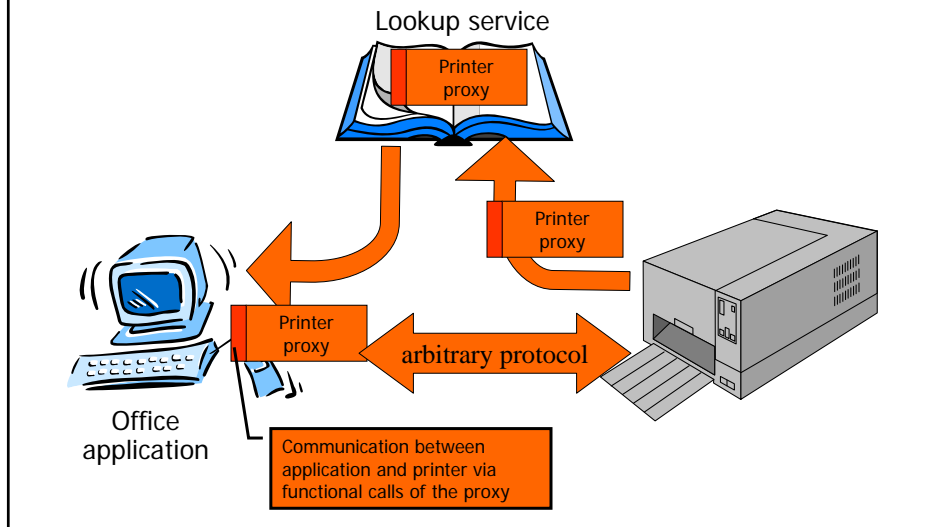 Lookup service
Printer
proxy
Printer
proxy
Printer
proxy
arbitrary protocol
Office
application
Communication between
application and printer via
functional calls of the proxy